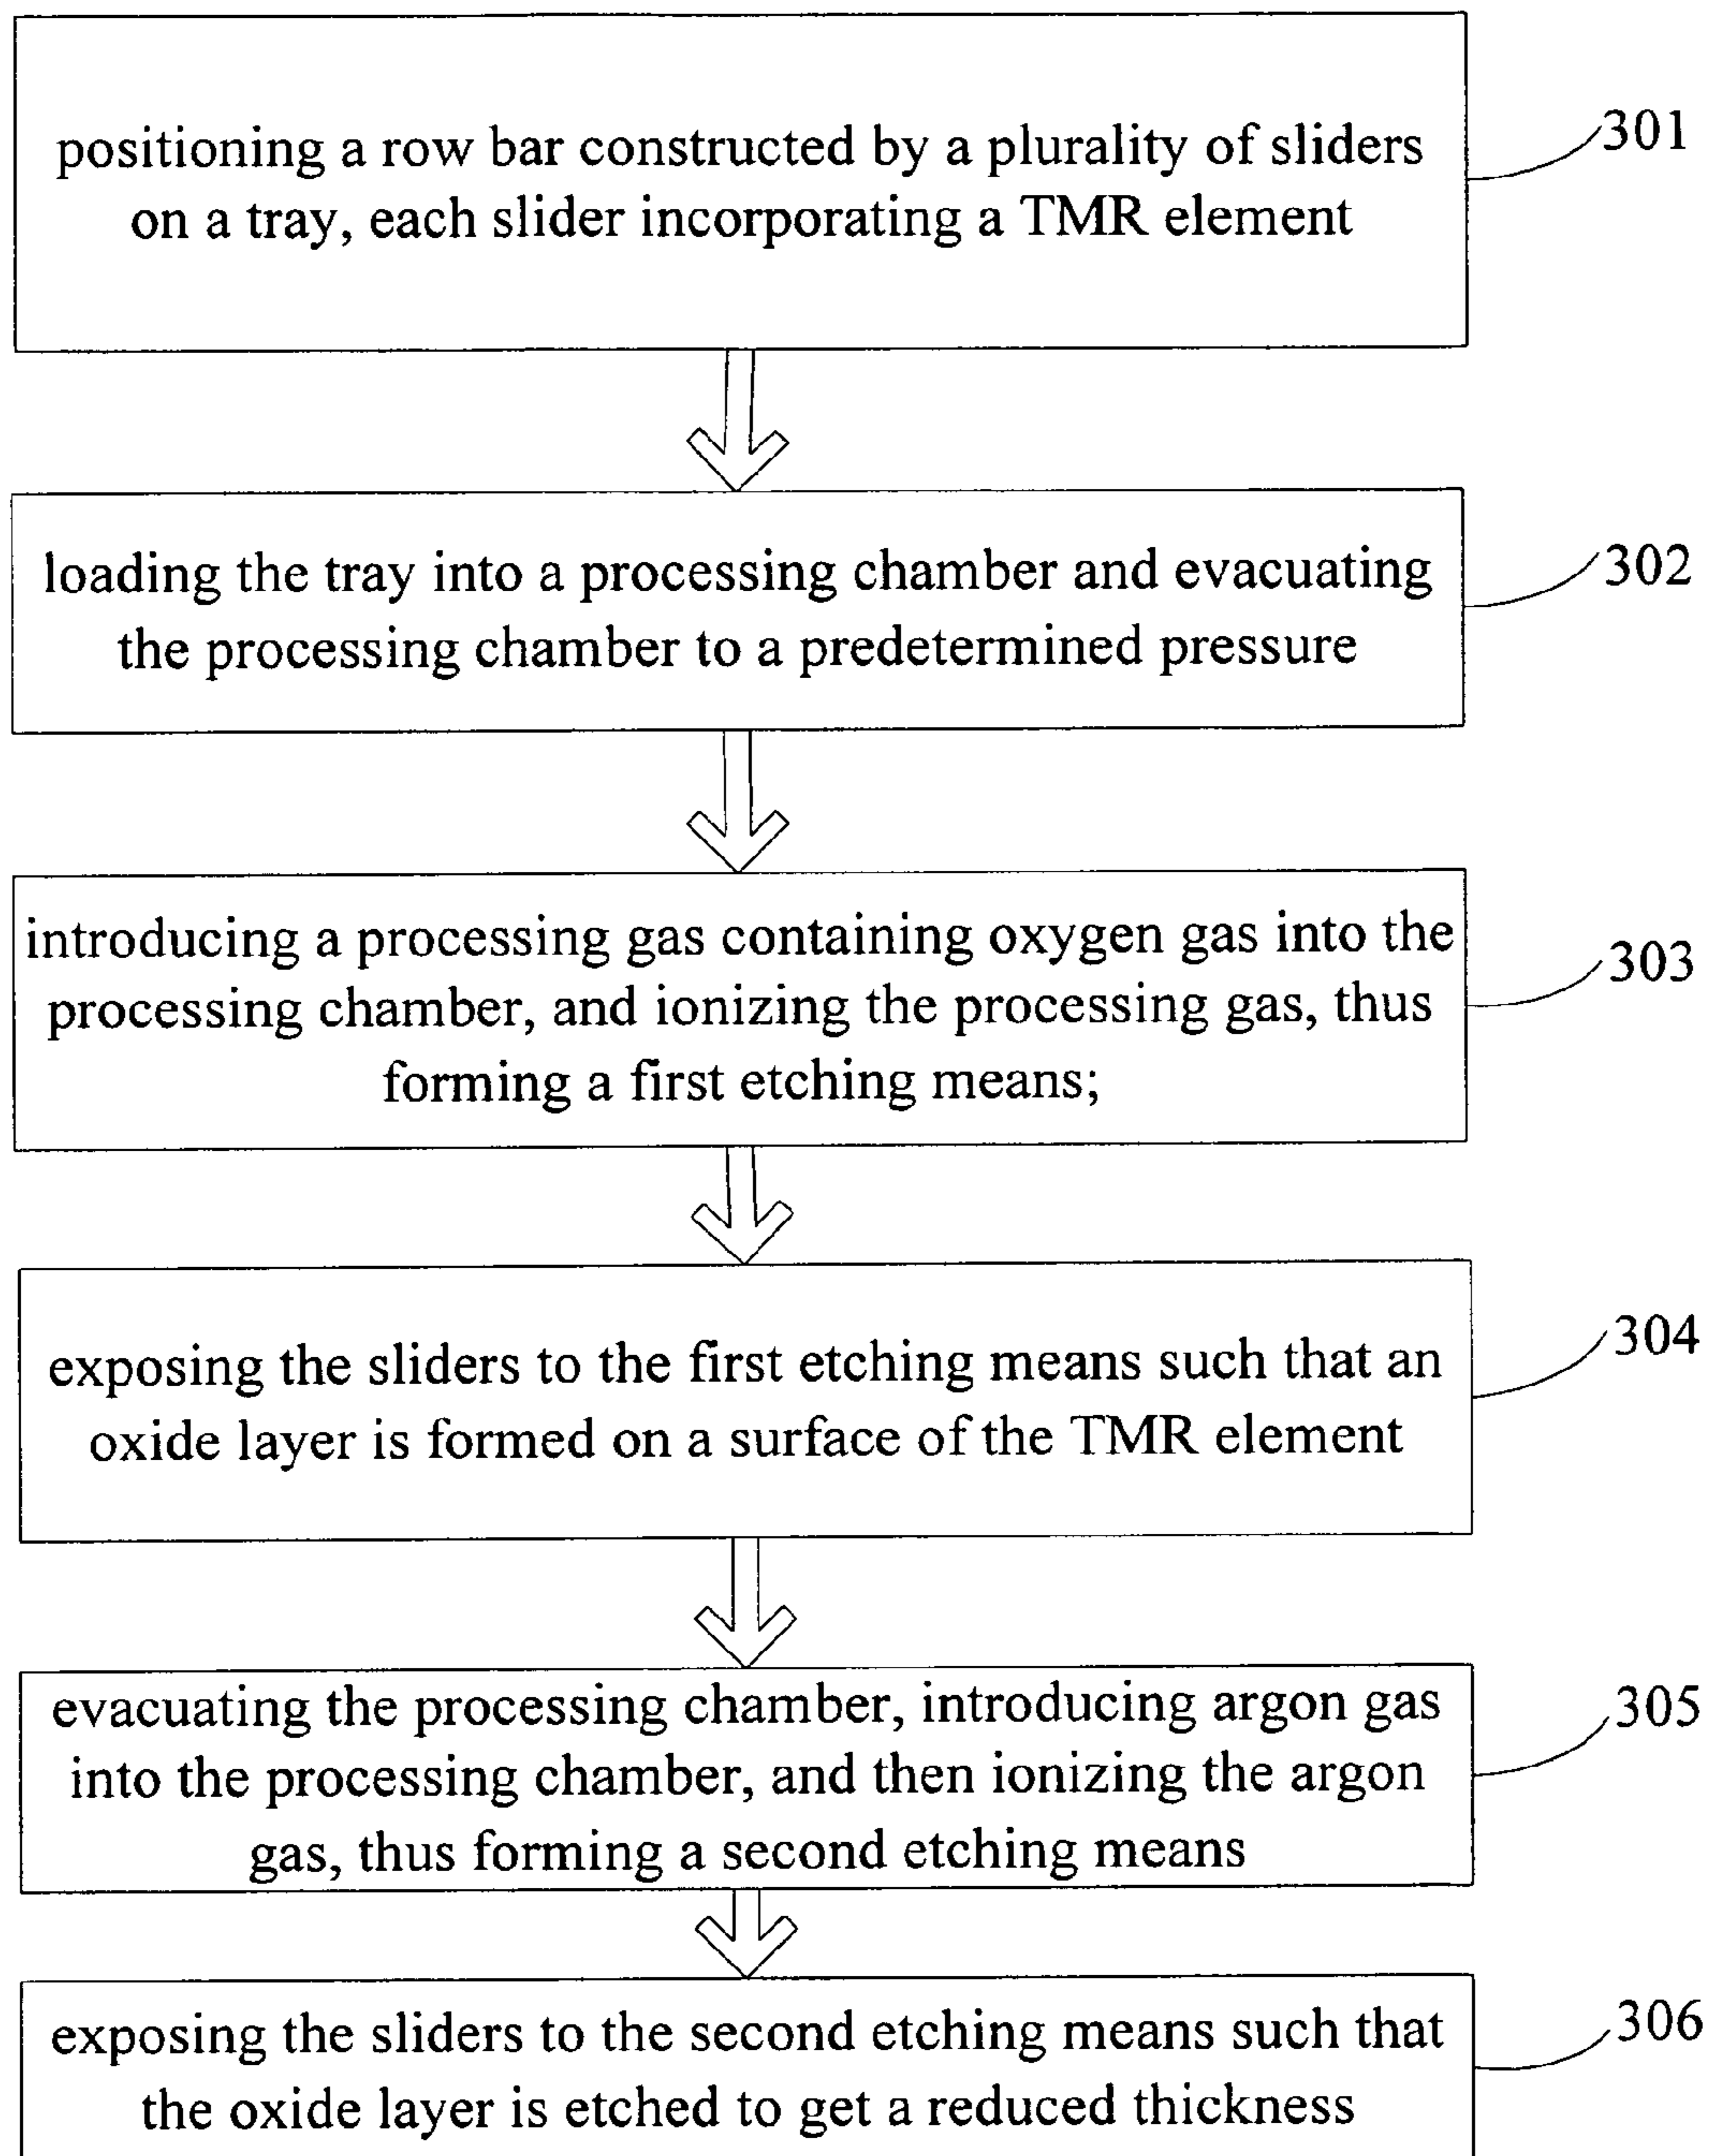 positioning a row bar constructed by a plurality of sliders
on a tray, each slider incorporating a TMR element
301
loading the tray into a processing chamber and evacuating
the processing chamber to a predetermined pressure
302
introducing a processing gas containing oxygen gas into the
processing chamber, and ionizing the processing gas, thus
forming a first etching means;
303
exposing the sliders to the first etching means such that an
oxide layer is formed on a surface of the TMR element
304
evacuating the processing chamber, introducing argon gas
into the processing chamber, and then ionizing the argon
gas, thus forming a second etching means
305
exposing the sliders to the second etching means such that
the oxide layer is etched to get a reduced thickness
306